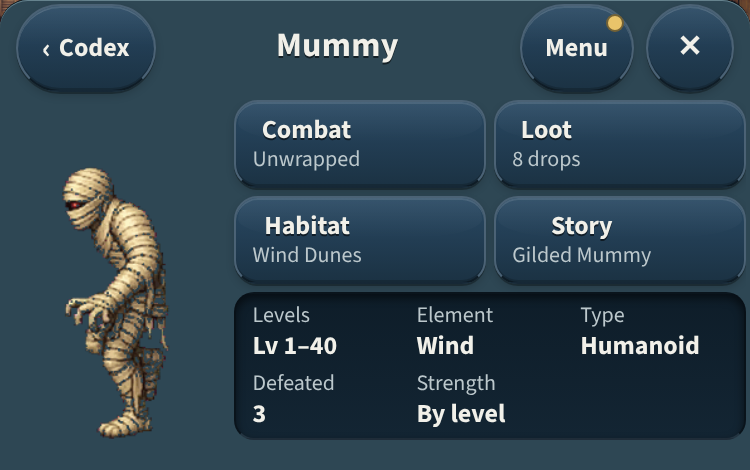 ‹ Codex
Mummy
Menu
✕
Combat
Unwrapped
Loot
8 drops
Habitat
Wind Dunes
Story
Gilded Mummy
Levels
Element
Type
Lv 1–40
Wind
Humanoid
Defeated
Strength
3
By level